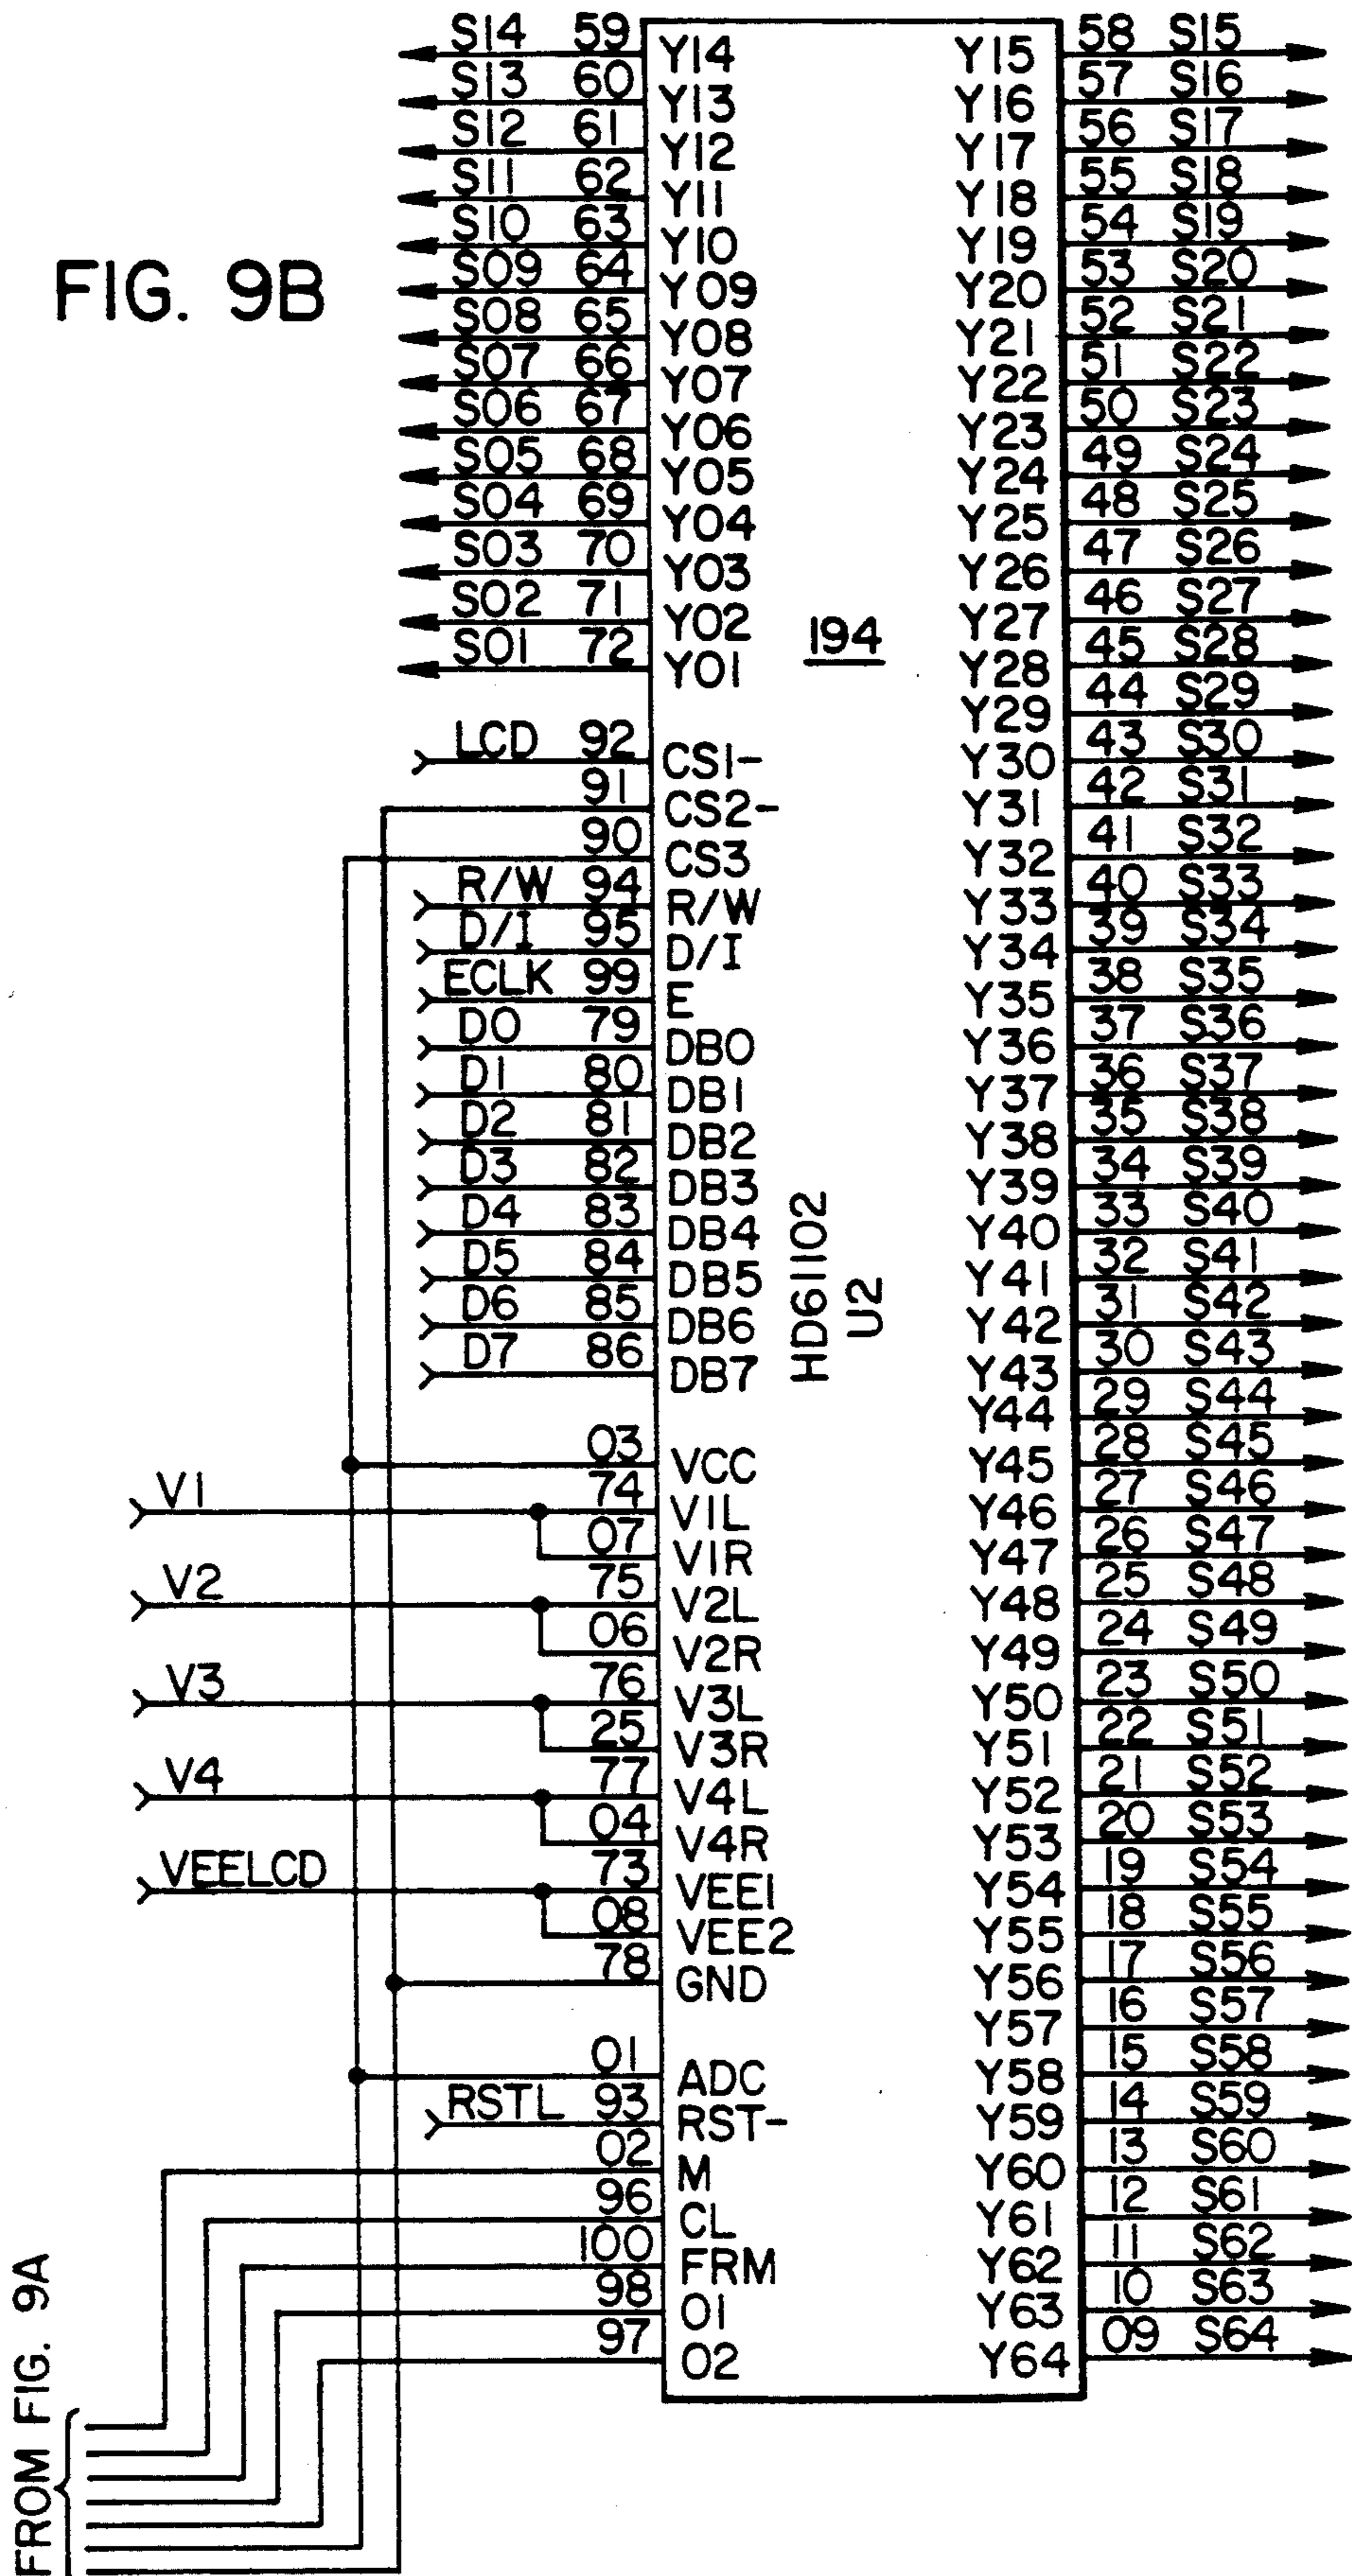 FIG. 9B
S14 59 Y14 Y15 58 S15
S13 60 Y13 Y16 57 S16
S12 61 Y12 Y17 56 S17
S11 62 Y11 Y18 55 S18
S10 63 Y10 Y19 54 S19
S09 64 Y09 Y20 53 S20
S08 65 Y08 Y21 52 S21
S07 66 Y07 Y22 51 S22
S06 67 Y06 Y23 50 S23
S05 68 Y05 Y24 49 S24
S04 69 Y04 Y25 48 S25
S03 70 Y03 Y26 47 S26
S02 71 Y02 Y27 46 S27
S01 72 Y01 Y28 45 S28
194
Y29 44 S29
LCD 92 CS1- Y30 43 S30
91 CS2- Y31 42 S31
90 CS3 Y32 41 S32
R/W 94 R/W Y33 40 S33
D/I 95 D/I Y34 39 S34
ECLK 99 E Y35 38 S35
D0 79 DB0 Y36 37 S36
D1 80 DB1 Y37 36 S37
D2 81 DB2 Y38 35 S38
D3 82 DB3 Y39 34 S39
D4 83 DB4 Y40 33 S40
D5 84 DB5 Y41 32 S41
D6 85 DB6 Y42 31 S42
D7 86 DB7 Y43 30 S43
HD61102
U2
Y44 29 S44
03 VCC Y45 28 S45
V1 74 V1L Y46 27 S46
07 V1R Y47 26 S47
V2 75 V2L Y48 25 S48
06 V2R Y49 24 S49
V3 76 V3L Y50 23 S50
25 V3R Y51 22 S51
V4 77 V4L Y52 21 S52
04 V4R Y53 20 S53
VEELCD 73 VEE1 Y54 19 S54
08 VEE2 Y55 18 S55
78 GND Y56 17 S56
Y57 16 S57
01 ADC Y58 15 S58
RSTL 93 RST- Y59 14 S59
02 M Y60 13 S60
96 CL Y61 12 S61
100 FRM Y62 11 S62
98 O1 Y63 10 S63
97 O2 Y64 09 S64
FROM FIG. 9A